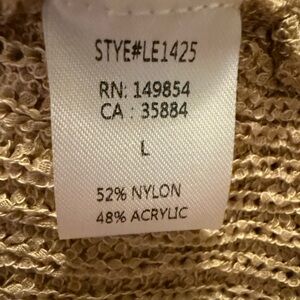 STYE#LE1425
RN: 149854
CA : 35884
L
52% NYLON
48% ACRYLIC